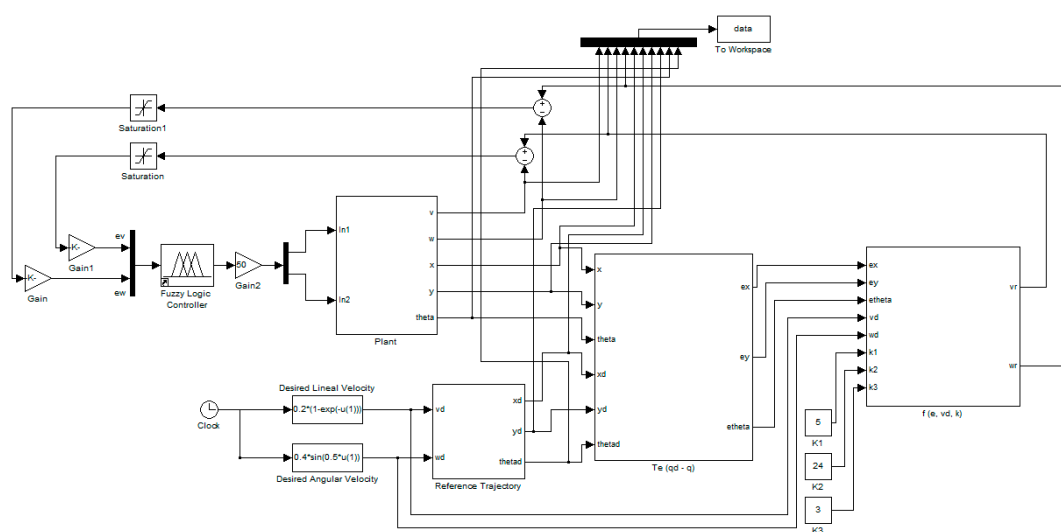 data
To Workspace
+
−
Saturation1
+
−
Saturation
v
In1
w
ev
-K-
Gain1
x
x
ex
ex
-K-
Gain
ew
Fuzzy Logic
Controller
50
Gain2
y
In2
theta
Plant
y
theta
ey
ey
etheta
vd
vr
wd
k1
k2
k3
wr
f (e, vd, k)
xd
yd
thetad
etheta
Te (qd - q)
Clock
Desired Lineal Velocity
0.2*(1-exp(-u(1)))
0.4*sin(0.5*u(1))
Desired Angular Velocity
vd
wd
xd
yd
thetad
Reference Trajectory
5
K1
24
K2
3
K3